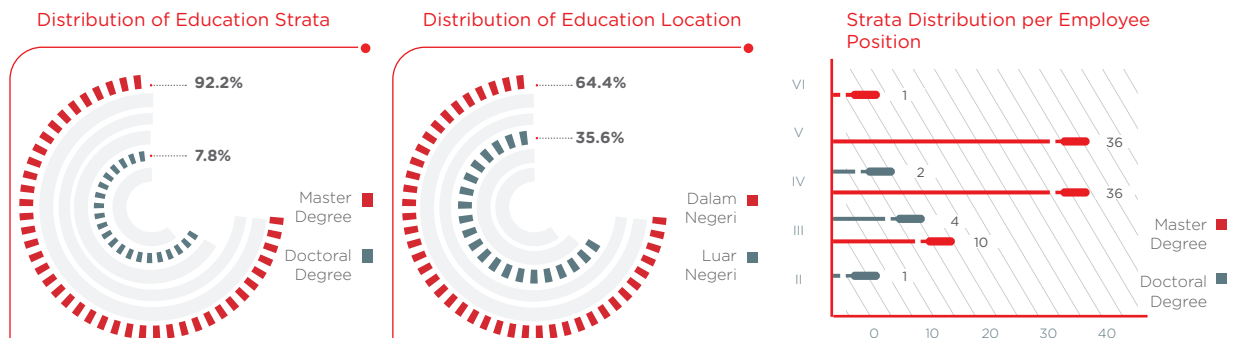 Distribution of Education Strata
92.2%
7.8%
Master
Degree
Doctoral
Degree
Distribution of Education Location
64.4%
35.6%
Dalam
Negeri
Luar
Negeri
Strata Distribution per Employee
Position
VI
1
V
36
IV
2
36
III
4
10
II
1
0 10 20 30 40
Master
Degree
Doctoral
Degree